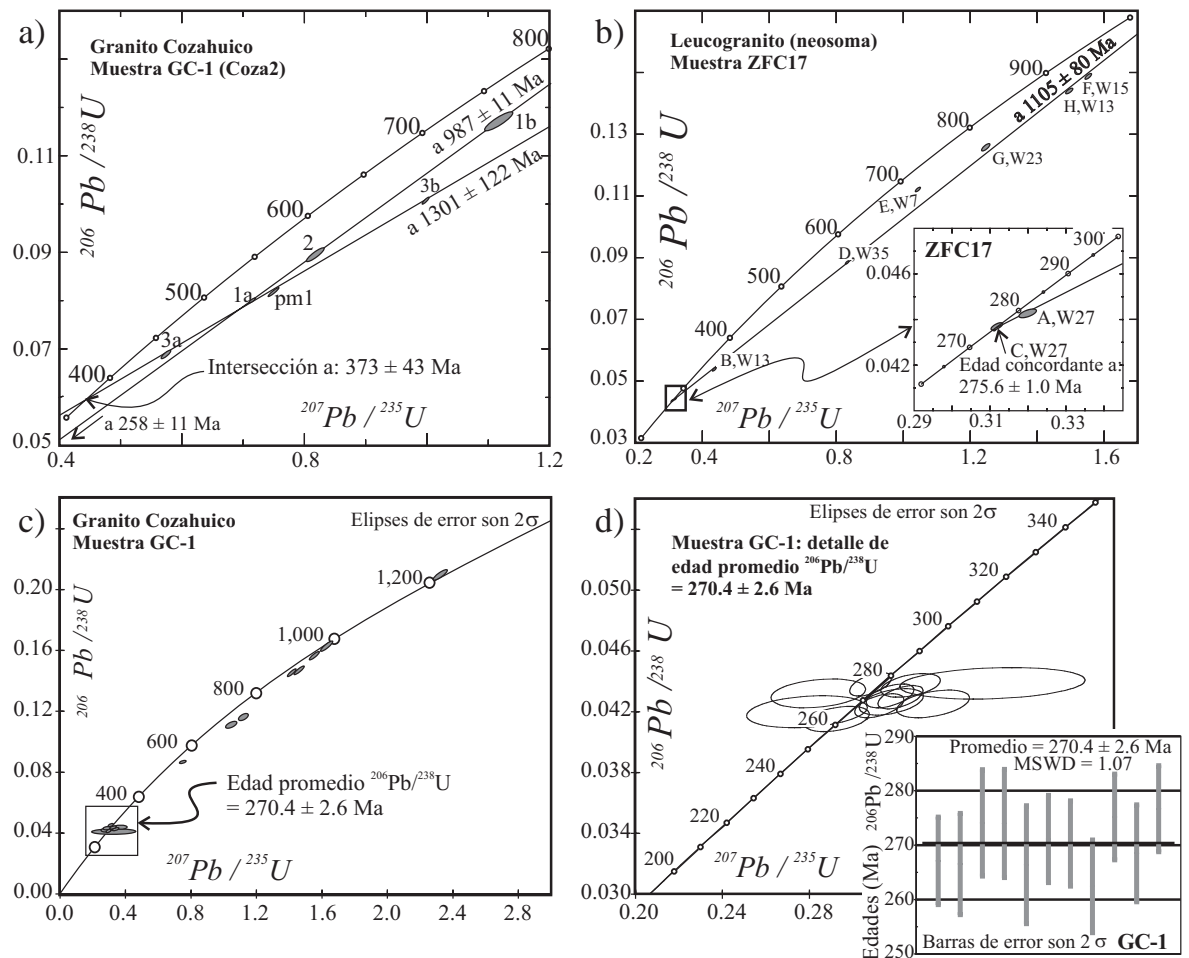 a)
Granito Cozahuico
Muestra GC-1 (Coza2)
800
700
600
500
400
a 987 ± 11 Ma
a 1301 ± 122 Ma
1b
3b
2
1a
pm1
3a
Intersección a: 373 ± 43 Ma
a 258 ± 11 Ma
²⁰⁶Pb /²³⁸U
²⁰⁷Pb / ²³⁵U
0.11
0.09
0.07
0.05
0.4
0.8
1.2
b)
Leucogranito (neosoma)
Muestra ZFC17
900
800
700
600
500
400
a 1105 ± 80 Ma
F,W15
H,W13
G,W23
E,W7
D,W35
B,W13
²⁰⁶Pb /²³⁸U
²⁰⁷Pb / ²³⁵U
0.13
0.11
0.09
0.07
0.05
0.03
0.2
0.4
0.8
1.2
1.6
ZFC17
300
290
280
270
A,W27
C,W27
Edad concordante a:
275.6 ± 1.0 Ma
0.046
0.042
0.29
0.31
0.33
c)
Granito Cozahuico
Muestra GC-1
Elipses de error son 2σ
1,200
1,000
800
600
400
Edad promedio ²⁰⁶Pb/²³⁸U
= 270.4 ± 2.6 Ma
²⁰⁶Pb /²³⁸U
²⁰⁷Pb / ²³⁵U
0.20
0.16
0.12
0.08
0.04
0.00
0.0
0.4
0.8
1.2
1.6
2.0
2.4
2.8
d)
Elipses de error son 2σ
Muestra GC-1: detalle de
edad promedio ²⁰⁶Pb/²³⁸U
= 270.4 ± 2.6 Ma
340
320
300
280
260
240
220
200
²⁰⁶Pb /²³⁸U
²⁰⁷Pb / ²³⁵U
0.050
0.046
0.042
0.038
0.034
0.030
0.20
0.24
0.28
Promedio = 270.4 ± 2.6 Ma
MSWD = 1.07
Edades (Ma) ²⁰⁶Pb/²³⁸U
290
280
270
260
250
Barras de error son 2 σ GC-1